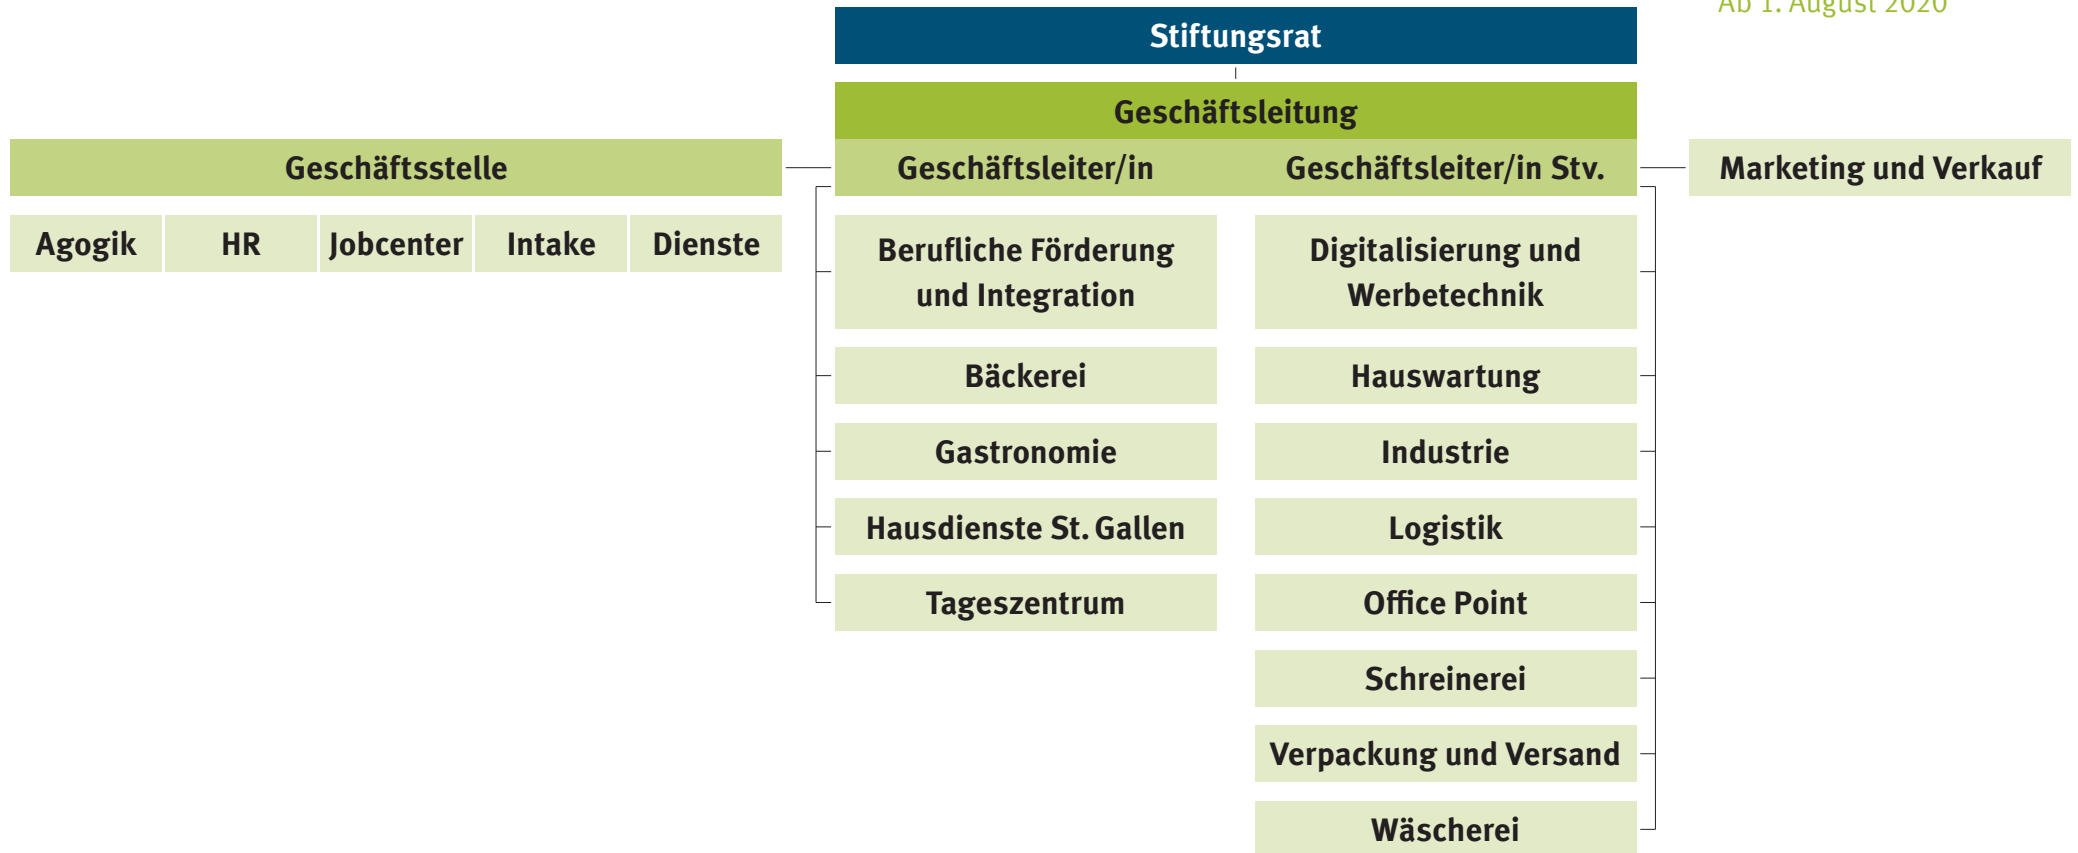 Ab 1. August 2020
Stiftungsrat
Geschäftsleitung
Geschäftsstelle
Geschäftsleiter/in
Geschäftsleiter/in Stv.
Marketing und Verkauf
Agogik
HR
Jobcenter
Intake
Dienste
Berufliche Förderung
und Integration
Digitalisierung und
Werbetechnik
Bäckerei
Hauswartung
Gastronomie
Industrie
Hausdienste St. Gallen
Logistik
Tageszentrum
Office Point
Schreinerei
Verpackung und Versand
Wäscherei